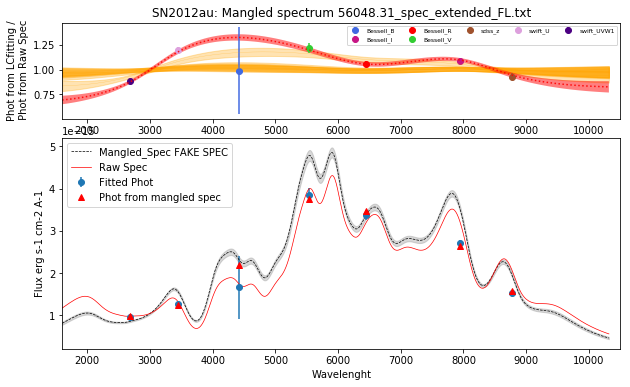 SN2012au: Mangled spectrum 56048.31_spec_extended_FL.txt
Phot from LCfitting /
Phot from Raw Spec
1.25
1.00
0.75
Bessell_B
Bessell_I
Bessell_R
Bessell_V
sdss_z
swift_U
swift_UVW1
2000 3000 4000 5000 6000 7000 8000 9000 10000
1e−15
Mangled_Spec FAKE SPEC
Raw Spec
Fitted Phot
Phot from mangled spec
Flux erg s-1 cm-2 A-1
5
4
3
2
1
2000 3000 4000 5000 6000 7000 8000 9000 10000
Wavelenght